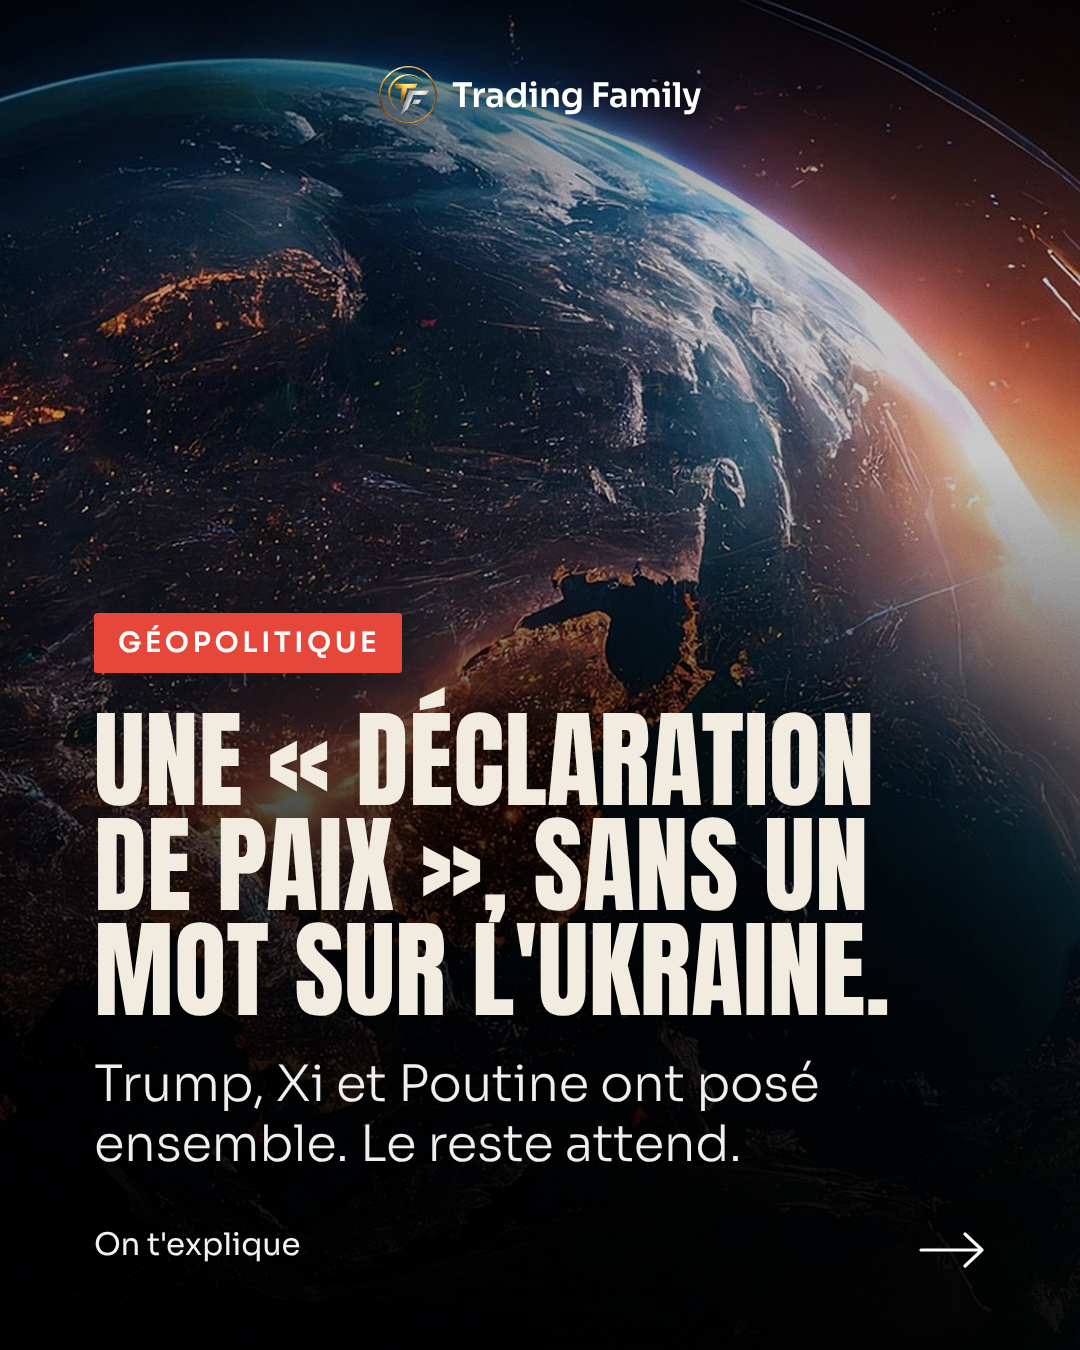 TF Trading Family
GÉOPOLITIQUE
UNE « DÉCLARATION
DE PAIX », SANS UN
MOT SUR L'UKRAINE.
Trump, Xi et Poutine ont posé
ensemble. Le reste attend.
On t'explique